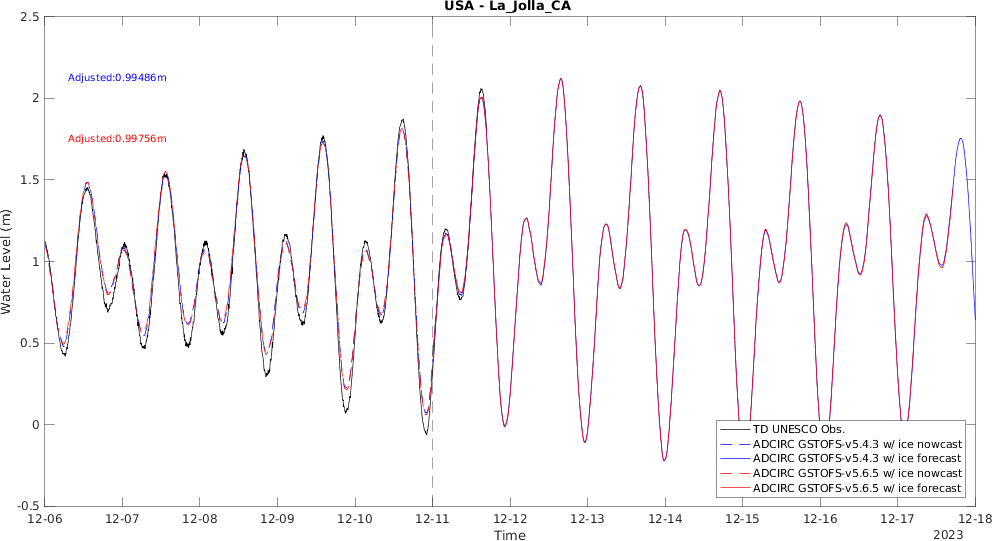 USA - La_Jolla_CA
2.5
2
1.5
1
0.5
0
-0.5
Water Level (m)
Adjusted:0.99486m
Adjusted:0.99756m
TD UNESCO Obs.
ADCIRC GSTOFS-v5.4.3 w/ ice nowcast
ADCIRC GSTOFS-v5.4.3 w/ ice forecast
ADCIRC GSTOFS-v5.6.5 w/ ice nowcast
ADCIRC GSTOFS-v5.6.5 w/ ice forecast
12-06 12-07 12-08 12-09 12-10 12-11 12-12 12-13 12-14 12-15 12-16 12-17 12-18
Time
2023